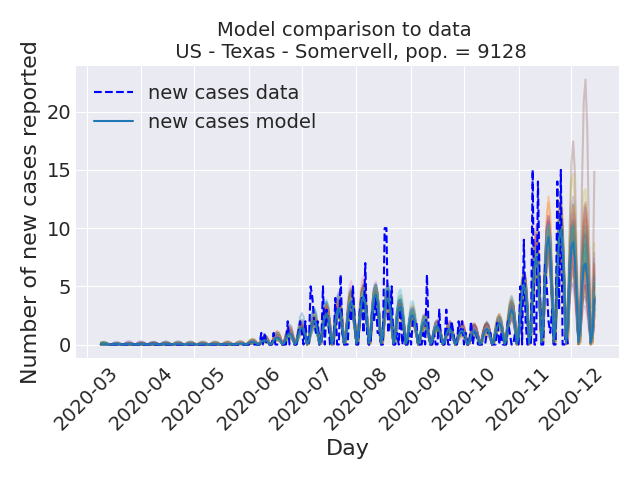 Model comparison to data
US - Texas - Somervell, pop. = 9128
Number of new cases reported
20
15
10
5
0
new cases data
new cases model
2020-03
2020-04
2020-05
2020-06
2020-07
2020-08
2020-09
2020-10
2020-11
2020-12
Day